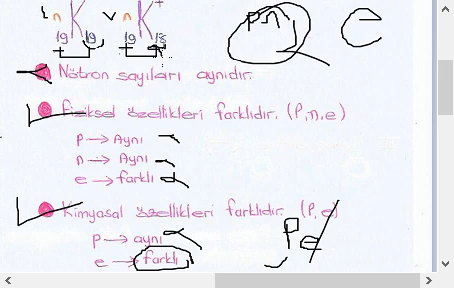 n K v n K+
19 19 19 18
Pn e
Nötron sayıları aynıdır.
Fiziksel özellikleri farklıdır. (P,n,e)
P → Aynı
n → Aynı
e → farklı
Kimyasal özellikleri farklıdır. (P,e)
P → aynı
e → farklı
Pe